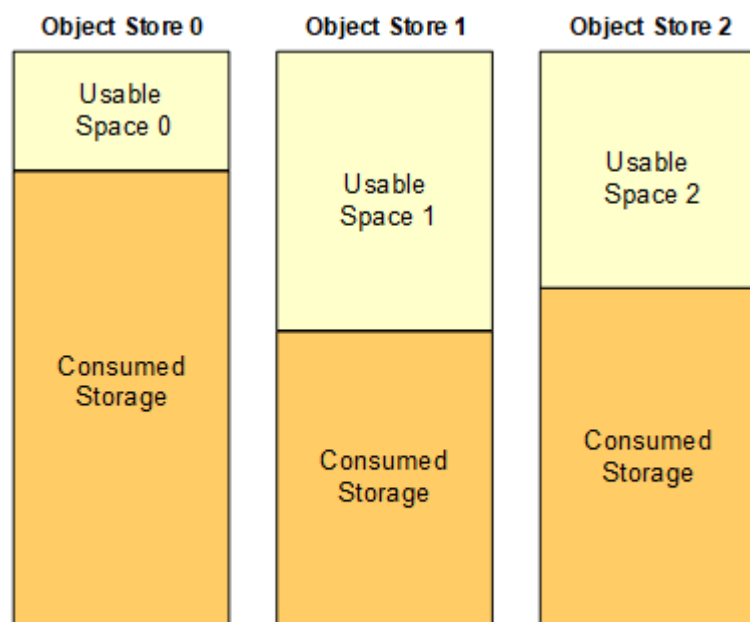 Object Store 0
Usable
Space 0
Consumed
Storage
Object Store 1
Usable
Space 1
Consumed
Storage
Object Store 2
Usable
Space 2
Consumed
Storage